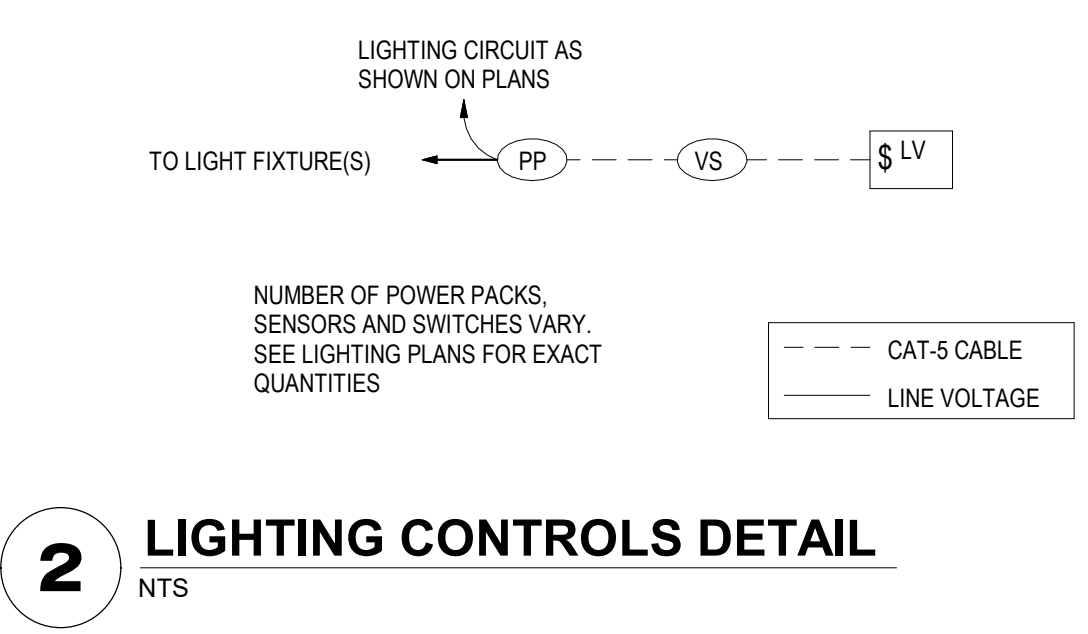 LIGHTING CIRCUIT AS
SHOWN ON PLANS
TO LIGHT FIXTURE(S)
PP
VS
$ LV
NUMBER OF POWER PACKS,
SENSORS AND SWITCHES VARY.
SEE LIGHTING PLANS FOR EXACT
QUANTITIES
CAT-5 CABLE
LINE VOLTAGE
2
LIGHTING CONTROLS DETAIL
NTS